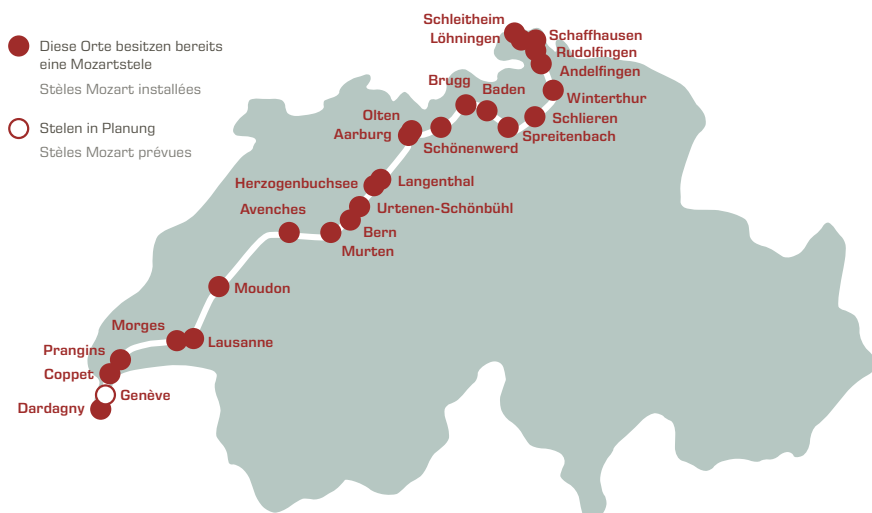 Diese Orte besitzen bereits
eine Mozartstele
Stèles Mozart installées
Stelen in Planung
Stèles Mozart prévues
Schleitheim
Löhningen
Schaffhausen
Rudolfingen
Andelfingen
Brugg
Baden
Winterthur
Olten
Aarburg
Schlieren
Spreitenbach
Schönenwerd
Herzogenbuchsee
Langenthal
Avenches
Urtenen-Schönbühl
Bern
Murten
Moudon
Morges
Lausanne
Prangins
Coppet
Genève
Dardagny